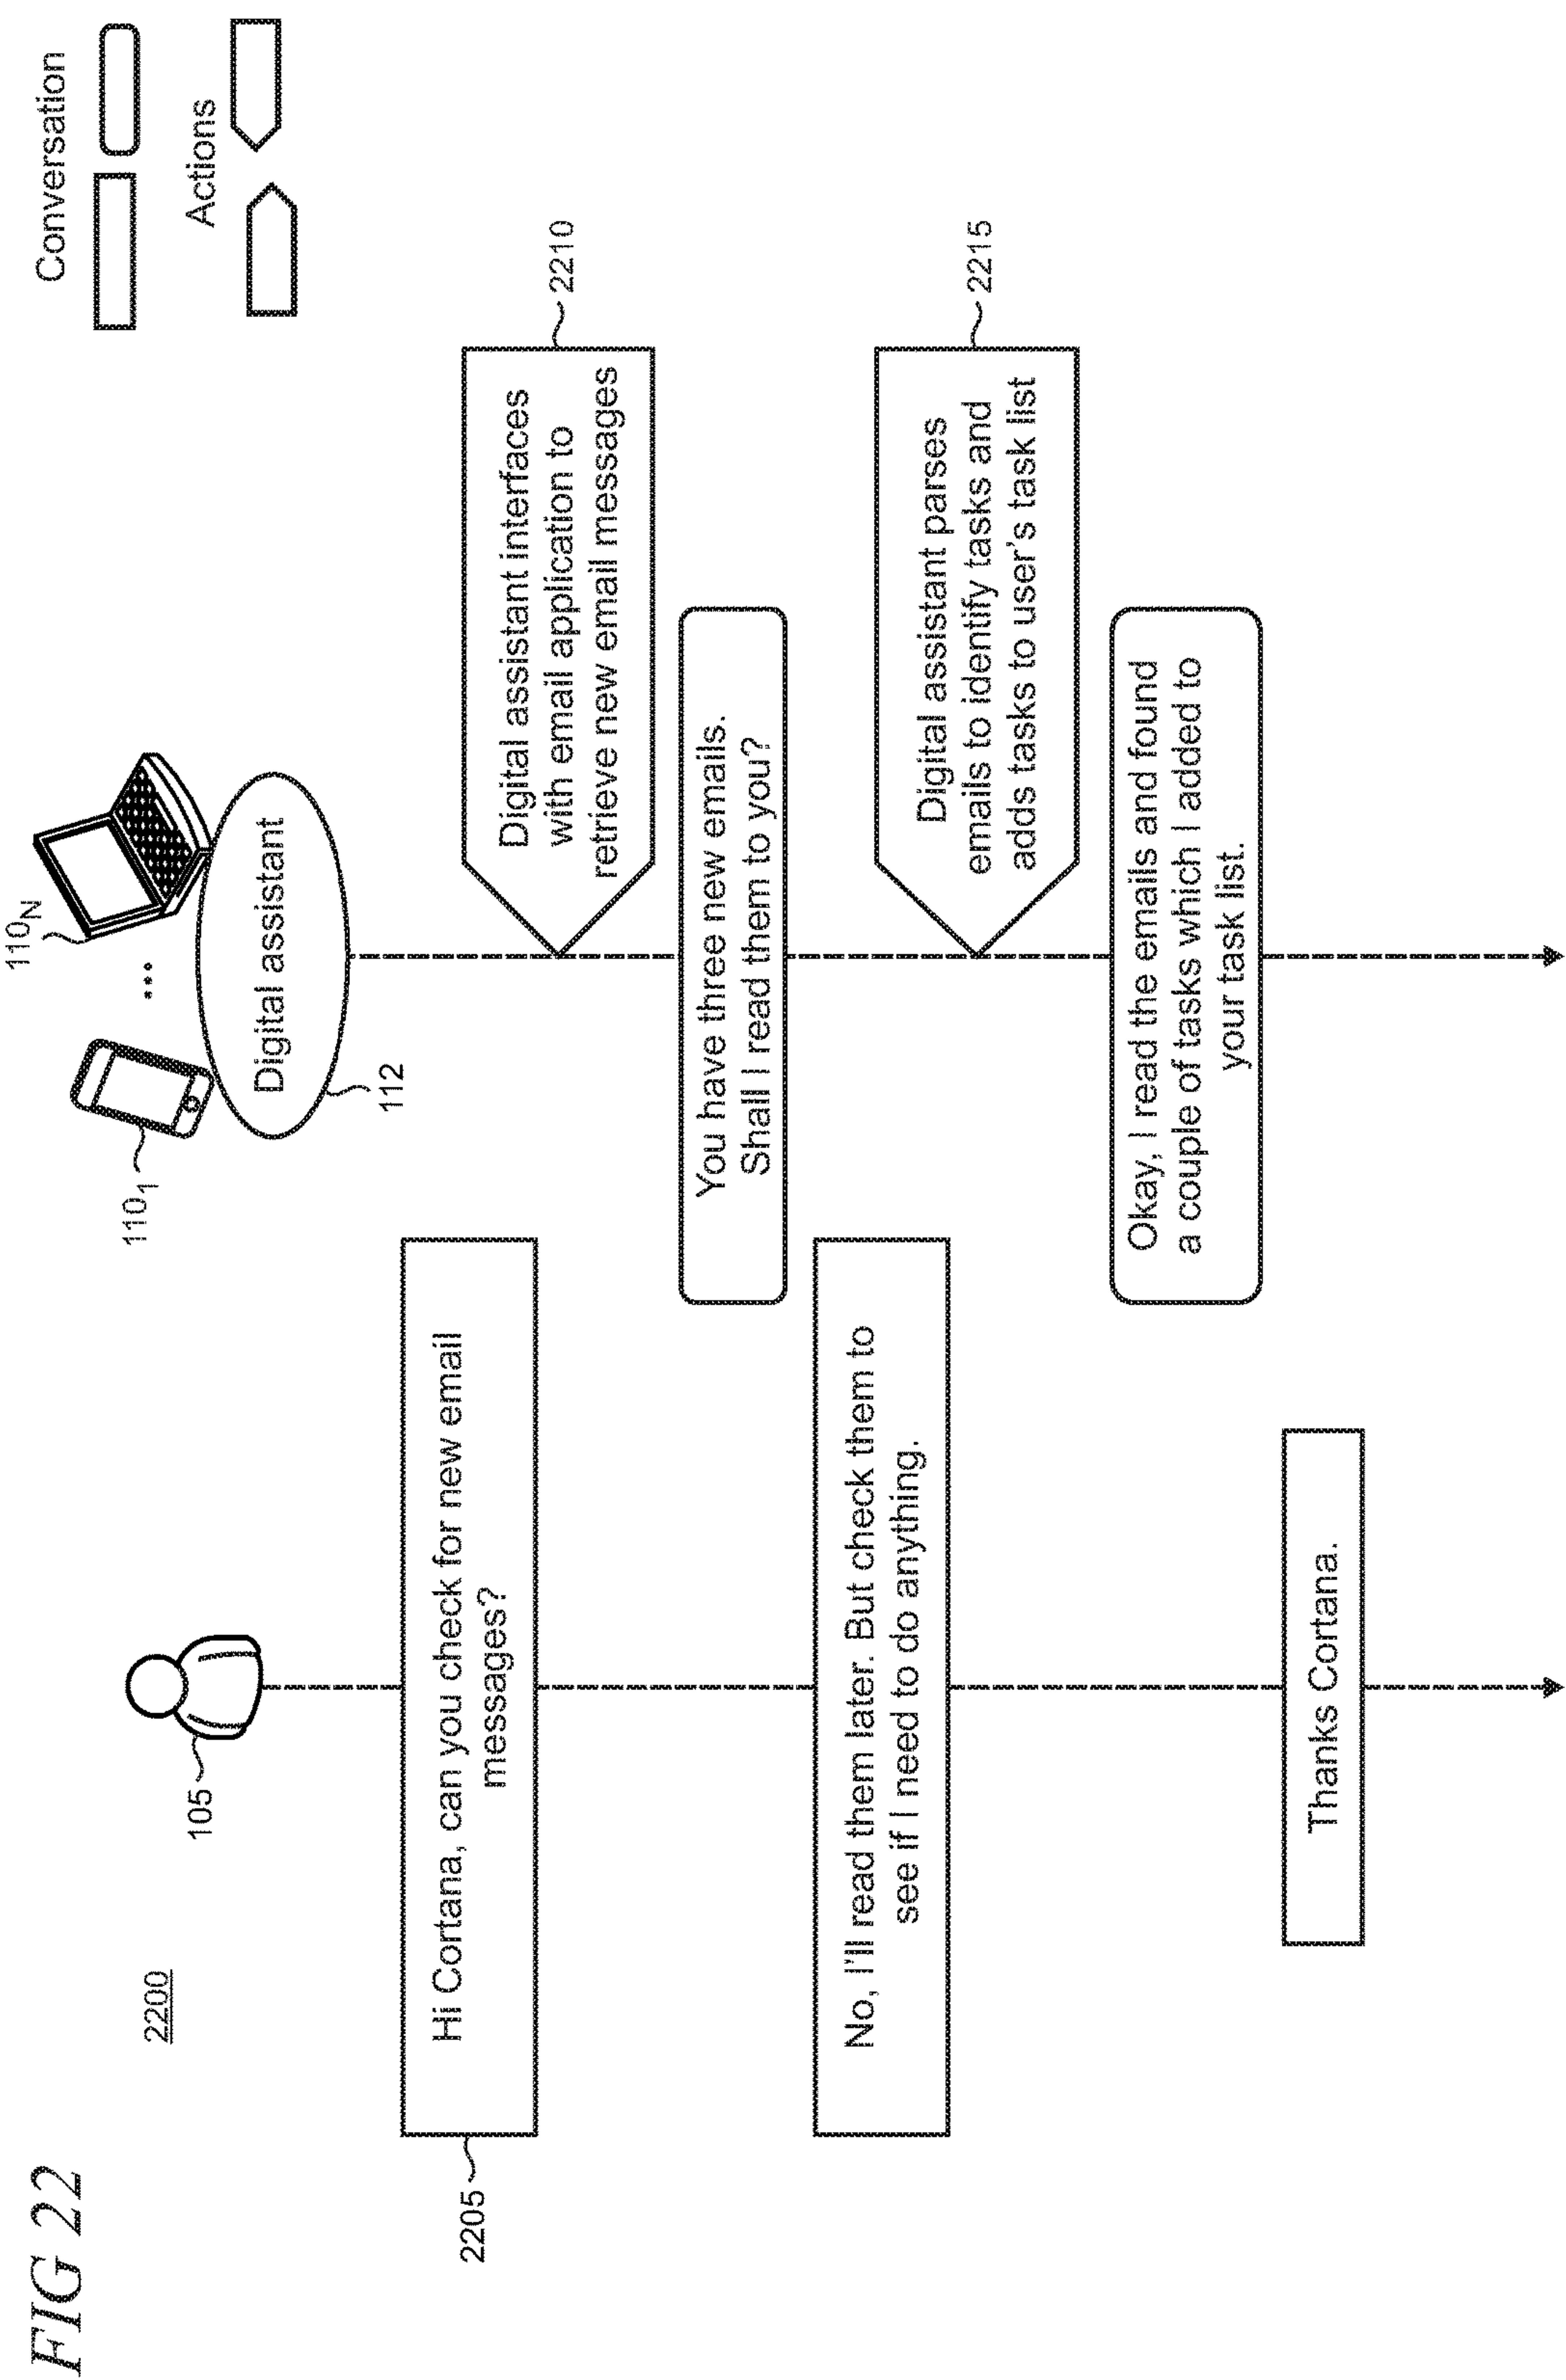 FIG 22
2200
105
110₁
...
110N
Digital assistant
112
Conversation
Actions
2205
Hi Cortana, can you check for new email
messages?
Digital assistant interfaces
with email application to
retrieve new email messages
2210
You have three new emails.
Shall I read them to you?
No, I'll read them later. But check them to
see if I need to do anything.
Digital assistant parses
emails to identify tasks and
adds tasks to user's task list
2215
Okay, I read the emails and found
a couple of tasks which I added to
your task list.
Thanks Cortana.